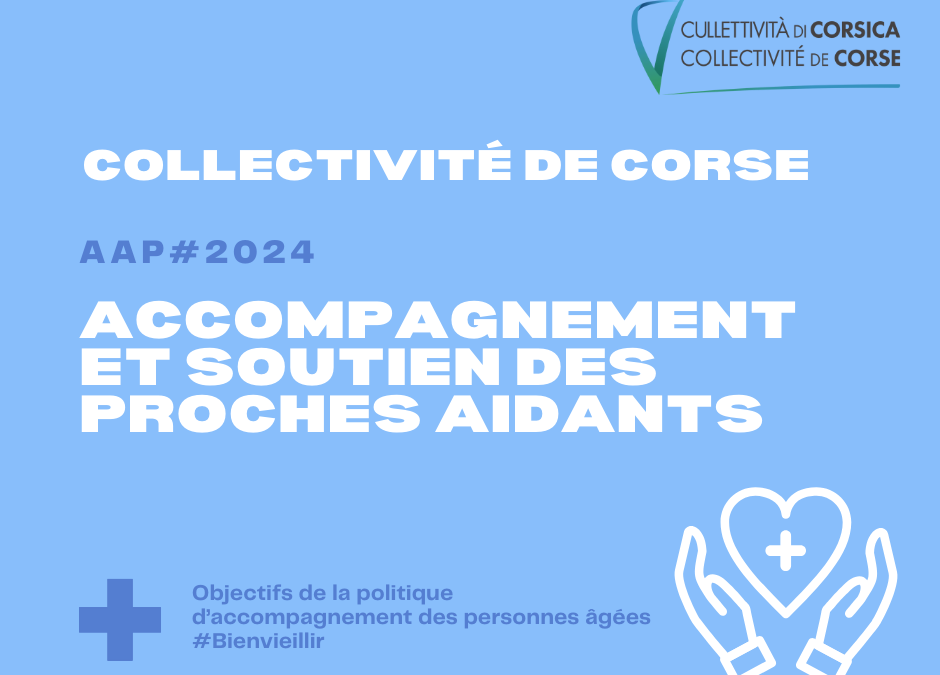 CULLETTIVITÀ DI CORSICA
COLLECTIVITÉ DE CORSE
COLLECTIVITÉ DE CORSE
AAP#2024
ACCOMPAGNEMENT
ET SOUTIEN DES
PROCHES AIDANTS
Objectifs de la politique
d'accompagnement des personnes âgées
#Bienvieillir